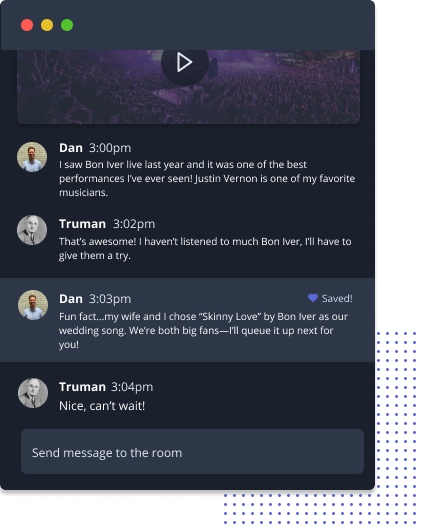 Dan 3:00pm
I saw Bon Iver live last year and it was one of the best
performances I've ever seen! Justin Vernon is one of my favorite
musicians.
Truman 3:02pm
That's awesome! I haven't listened to much Bon Iver, I'll have to
give them a try.
Dan 3:03pm Saved!
Fun fact...my wife and I chose “Skinny Love” by Bon Iver as our
wedding song. We're both big fans—I'll queue it up next for
you!
Truman 3:04pm
Nice, can't wait!
Send message to the room